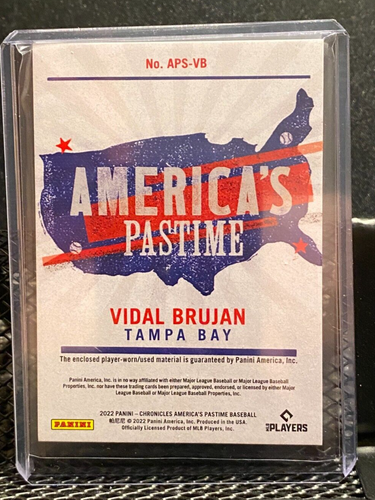 No. APS-VB
AMERICA'S
PASTIME
VIDAL BRUJAN
TAMPA BAY
The enclosed player-worn/used material is guaranteed by Panini America, Inc.
Panini America, Inc. is in no way affiliated with either Major League Baseball or Major League Baseball
Properties, Inc. nor have these trading cards been prepared, approved, endorsed, or licensed by either Major
League Baseball or Major League Baseball Properties, Inc.
2022 PANINI – CHRONICLES AMERICA'S PASTIME BASEBALL
帕尼尼 © 2022 Panini America, Inc. Produced in the USA.
Officially Licensed Product of MLB Players, Inc.
PANINI
MLB PLAYERS